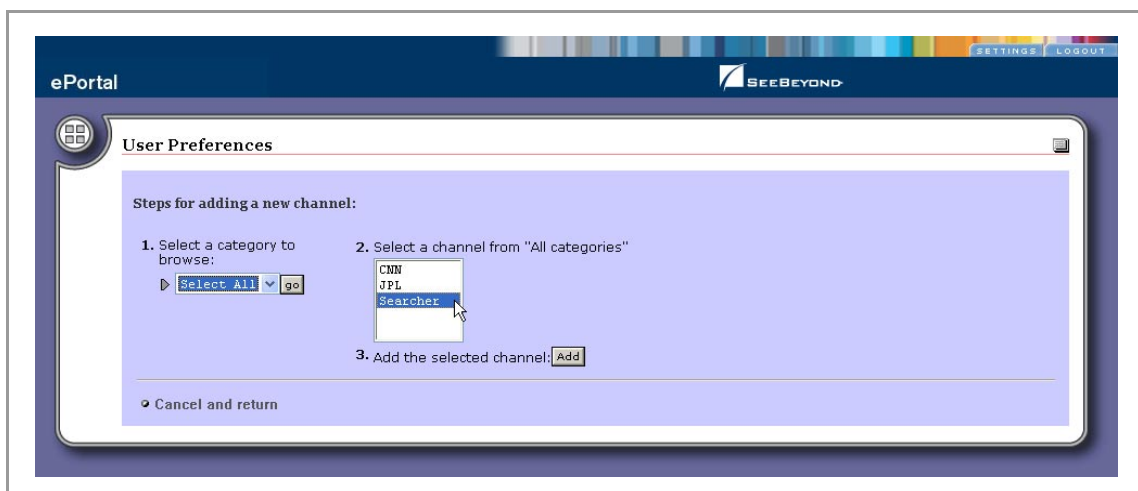 SETTINGS LOGOUT
ePortal
SEEBEYOND
User Preferences
Steps for adding a new channel:
1. Select a category to
browse:
Select All go
2. Select a channel from "All categories"
CNN
JPL
Searcher
3. Add the selected channel: Add
Cancel and return